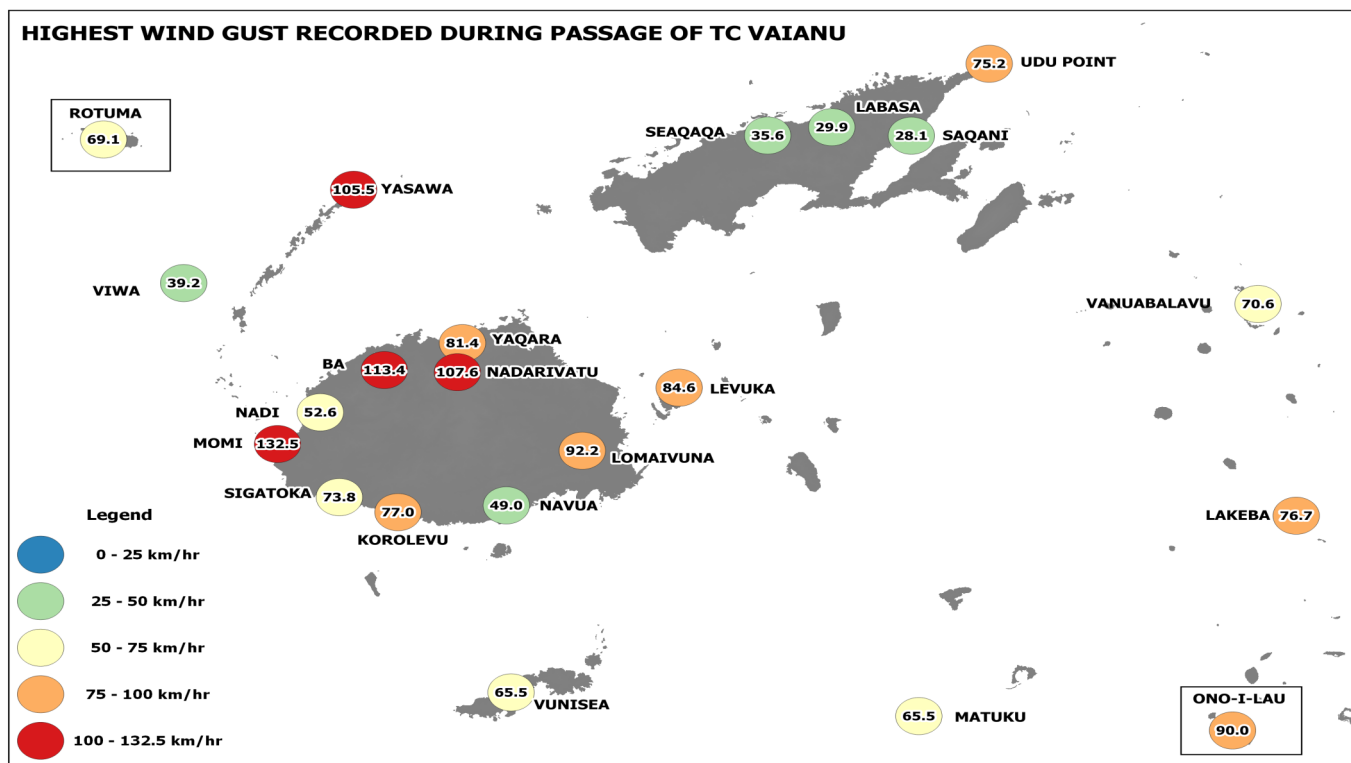 HIGHEST WIND GUST RECORDED DURING PASSAGE OF TC VAIANU
ROTUMA
69.1
75.2 UDU POINT
LABASA
SEAQAQA 35.6 29.9 28.1 SAQANI
105.5 YASAWA
VIWA 39.2
VANUABALAVU 70.6
81.4 YAQARA
BA 113.4 107.6 NADARIVATU
84.6 LEVUKA
NADI 52.6
MOMI 132.5
92.2 LOMAIVUNA
SIGATOKA 73.8
77.0 KOROLEVU
49.0 NAVUA
LAKEBA 76.7
Legend
0 - 25 km/hr
25 - 50 km/hr
50 - 75 km/hr
75 - 100 km/hr
100 - 132.5 km/hr
65.5 VUNISEA
65.5 MATUKU
ONO-I-LAU
90.0